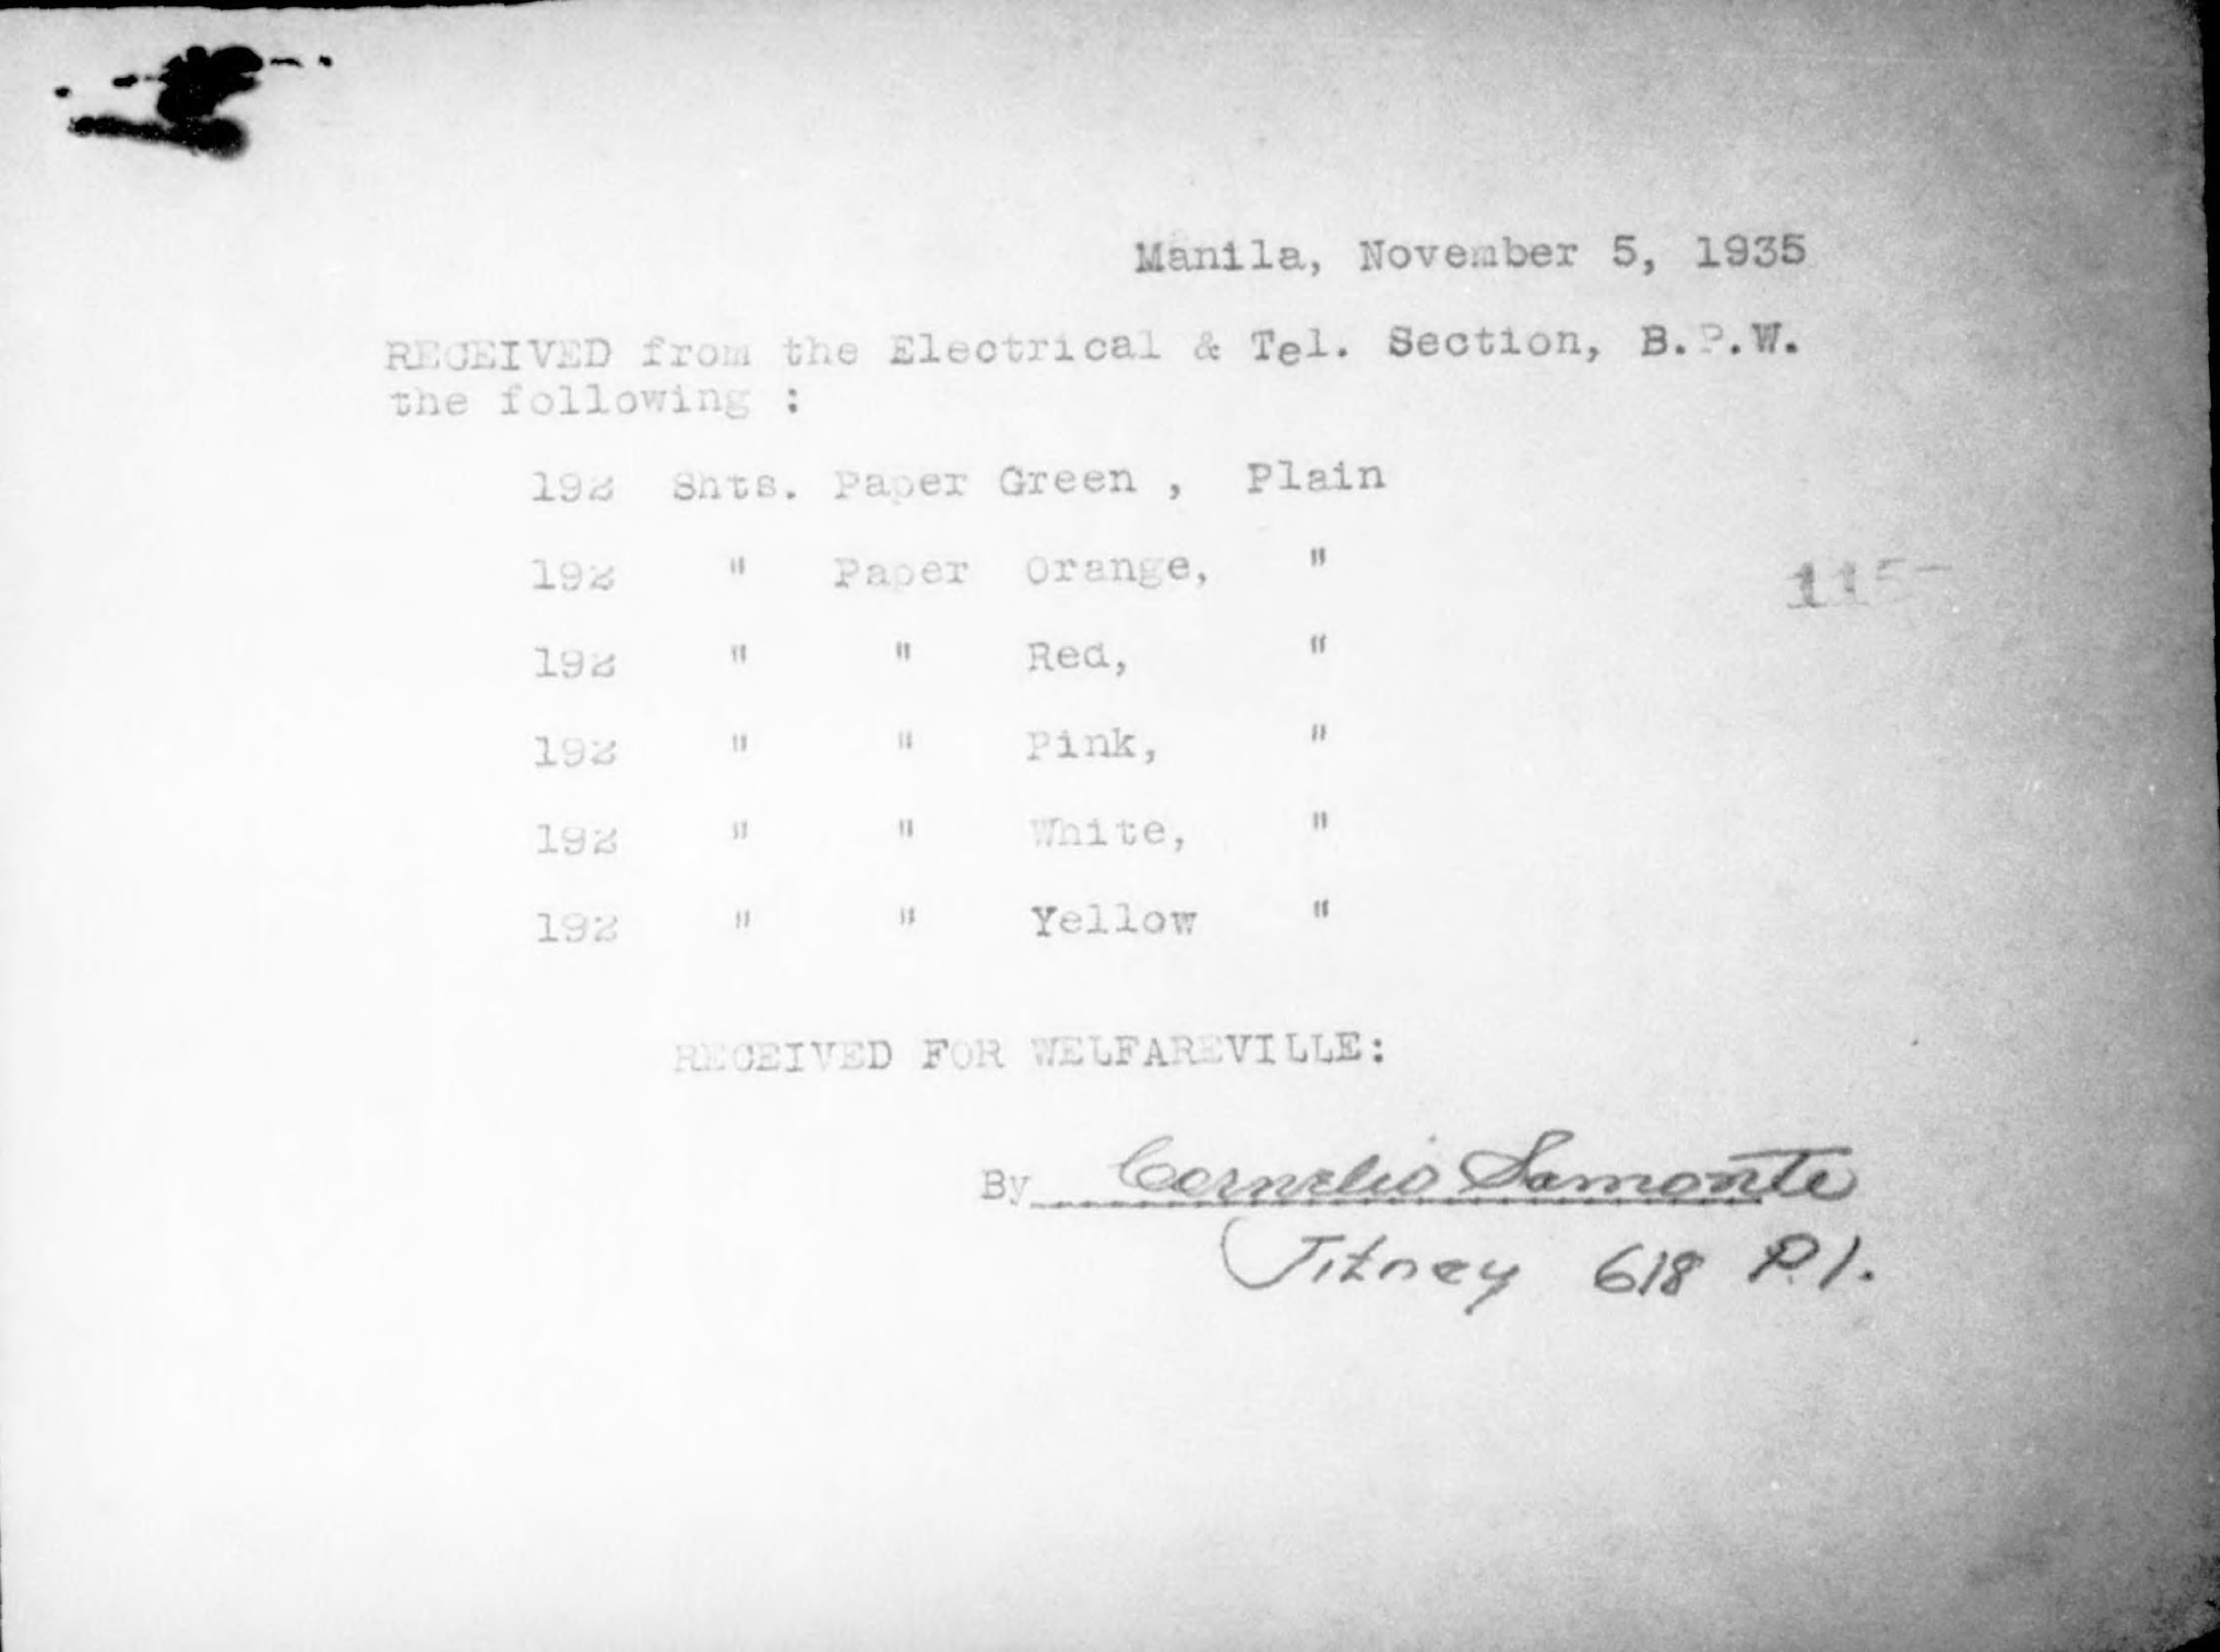 Manila, November 5, 1935
RECEIVED from the Electrical & Tel. Section, B.P.W.
the following :
192 Shts. Paper Green , Plain
192 " Paper Orange, "
115-
192 " " Red, "
192 " " Pink, "
192 " " White, "
192 " " Yellow "
RECEIVED FOR WELFAREVILLE:
By Cornelio Samonte
Jitney 618 P.I.